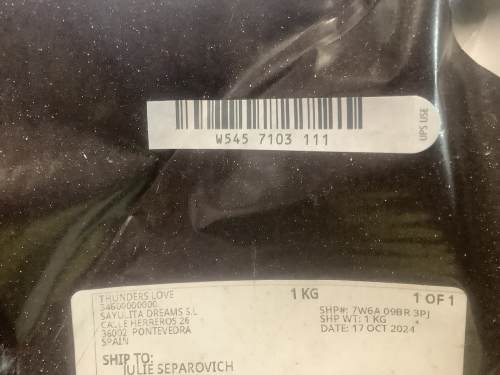 W545 7103 111
UPS USE
THUNDERS LOVE 1 KG 1 OF 1
34600000000
SAYULITA DREAMS S.L
CALLE HERREROS 26
36002 PONTEVEDRA
SPAIN
SHP#: 7W6A 09BR 3PJ
SHP WT: 1 KG
DATE: 17 OCT 2024
SHIP TO:
JULIE SEPAROVICH